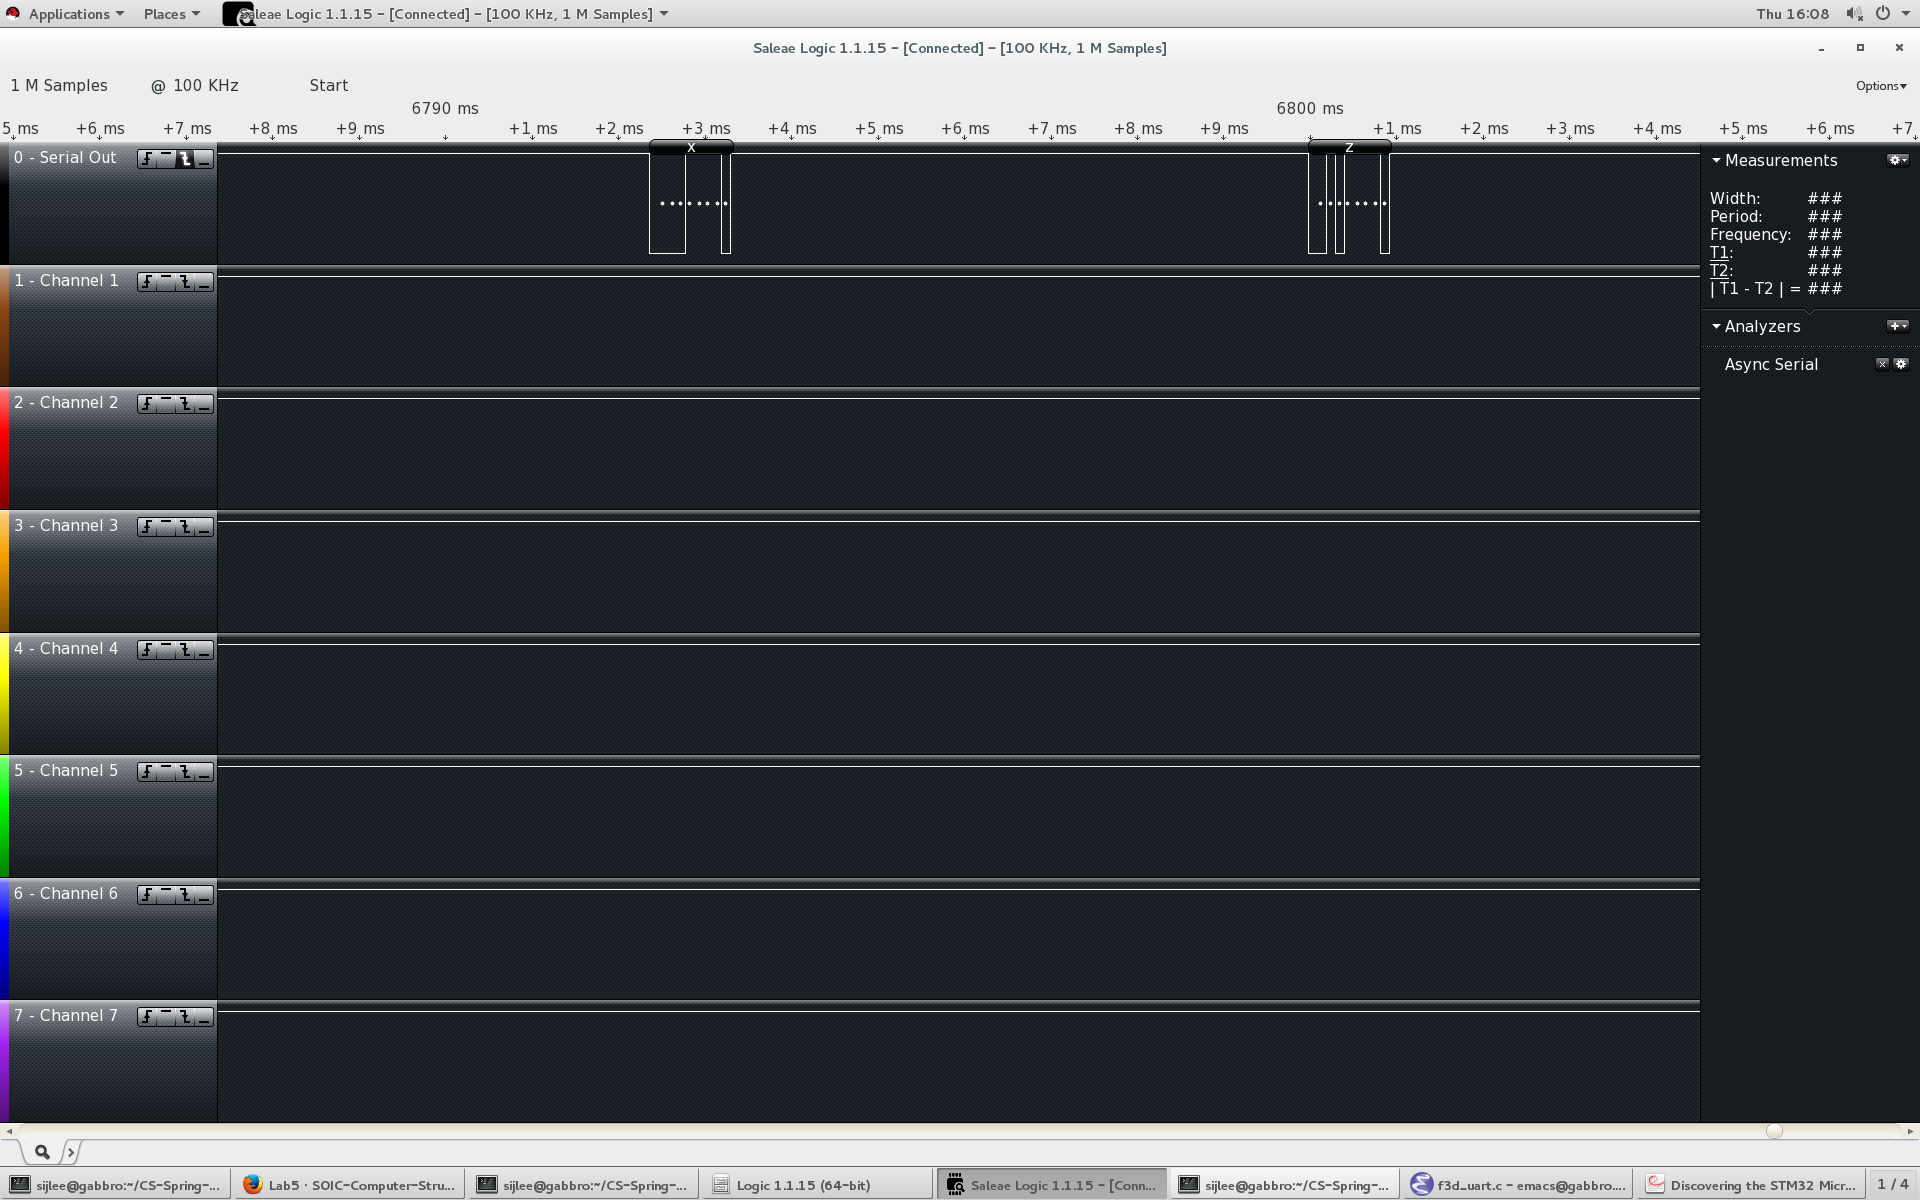 Applications Places Saleae Logic 1.1.15 – [Connected] – [100 KHz, 1 M Samples] Thu 16:08
Saleae Logic 1.1.15 – [Connected] – [100 KHz, 1 M Samples]
1 M Samples @ 100 KHz Start Options
6790 ms 6800 ms
5 ms +6 ms +7 ms +8 ms +9 ms +1 ms +2 ms +3 ms +4 ms +5 ms +6 ms +7 ms +8 ms +9 ms +1 ms +2 ms +3 ms +4 ms +5 ms +6 ms +7
X Z
0 - Serial Out
Measurements
Width: ###
Period: ###
Frequency: ###
T1: ###
T2: ###
| T1 - T2 | = ###
1 - Channel 1
Analyzers
Async Serial
2 - Channel 2
3 - Channel 3
4 - Channel 4
5 - Channel 5
6 - Channel 6
7 - Channel 7
sijlee@gabbro:~/CS-Spring-... Lab5 · SOIC-Computer-Stru... sijlee@gabbro:~/CS-Spring-... Logic 1.1.15 (64-bit) Saleae Logic 1.1.15 – [Conn... sijlee@gabbro:~/CS-Spring-... f3d_uart.c – emacs@gabbro.... Discovering the STM32 Micr... 1 / 4